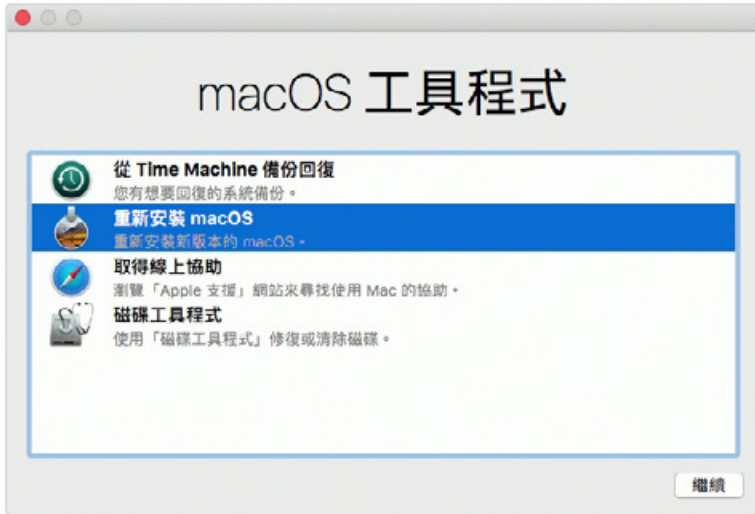 macOS 工具程式
從 Time Machine 備份回復
您有想要回復的系統備份。
重新安裝 macOS
重新安裝新版本的 macOS。
取得線上協助
瀏覽「Apple 支援」網站來尋找使用 Mac 的協助。
磁碟工具程式
使用「磁碟工具程式」修復或清除磁碟。
繼續